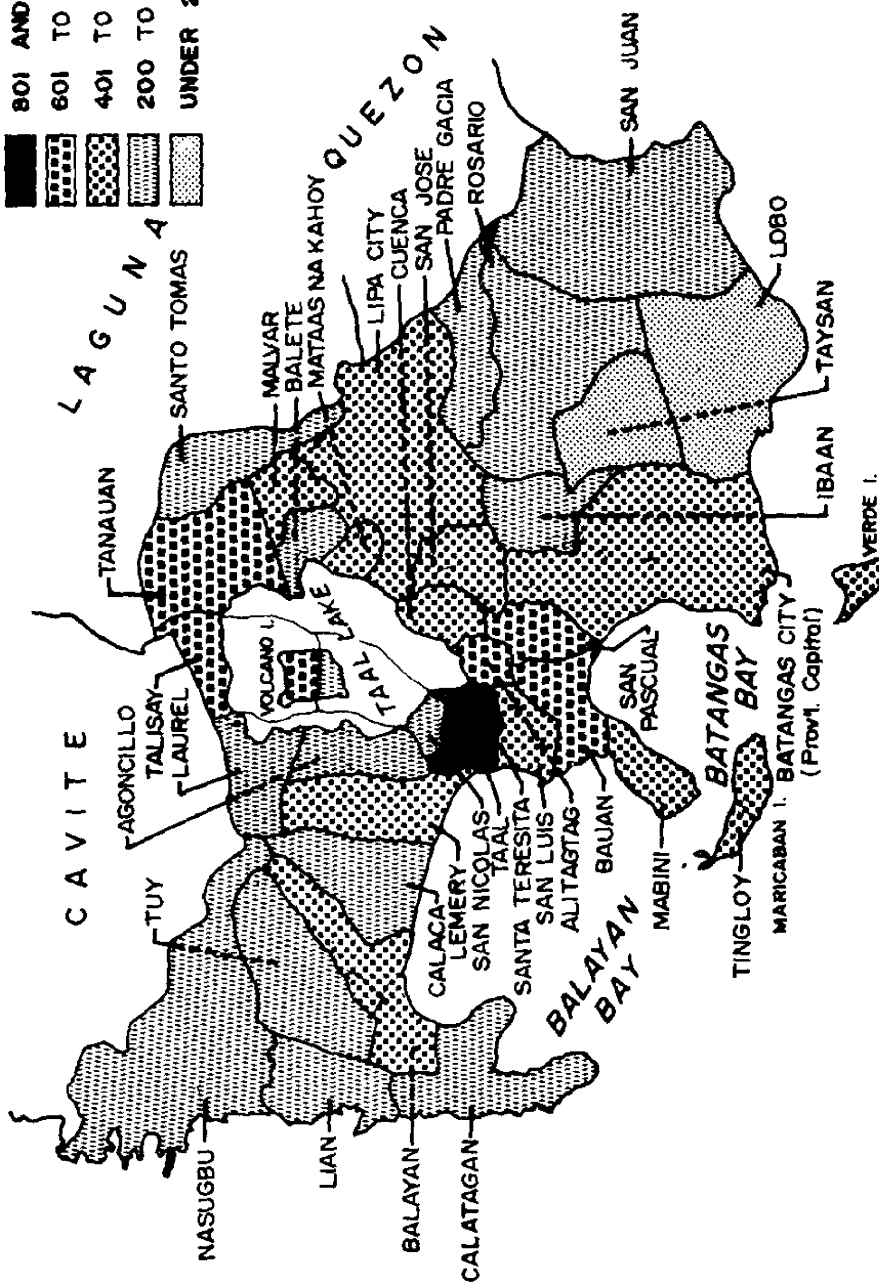 801 AND
601 TO
401 TO
200 TO
UNDER
LAGUNA
CAVITE
QUEZON
TANAUAN
SANTO TOMAS
MALVAR
BALETE
MATAAS NA KAHOY
LIPA CITY
CUENCA
SAN JOSE
PADRE GACIA
ROSARIO
SAN JUAN
LOBO
TAYSAN
IBAAN
VERDE I.
BATANGAS CITY
(Prov'l. Capital)
BATANGAS
BAY
MARICABAN I.
TINGLOY
MABINI
SAN
PASCUAL
BAUAN
ALITAGTAG
SAN LUIS
SANTA TERESITA
TAAL
SAN NICOLAS
LEMERY
CALACA
BALAYAN
BAY
CALATAGAN
BALAYAN
LIAN
NASUGBU
TUY
AGONCILLO
LAUREL
TALISAY
VOLCANO I.
TAAL LAKE